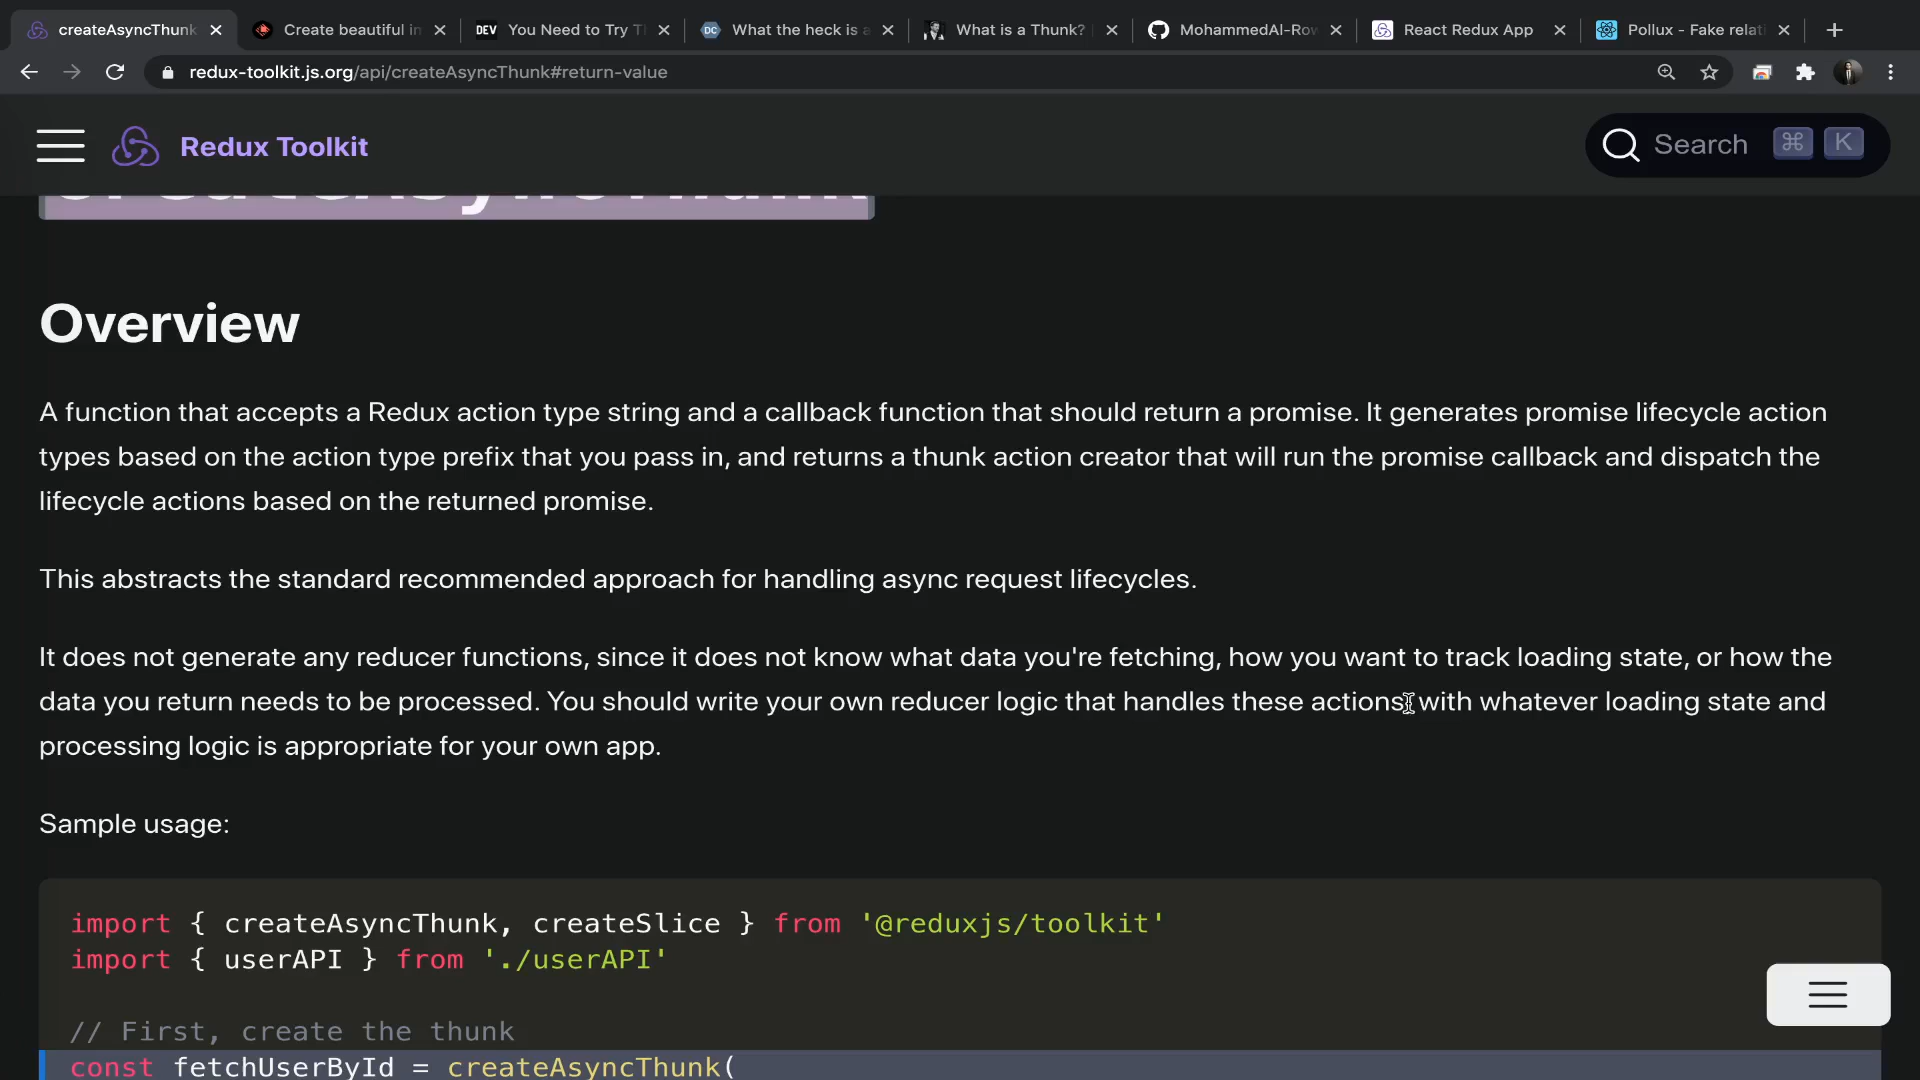 createAsyncThunk
Create beautiful in
DEV You Need to Try T
DC What the heck is a
What is a Thunk?
MohammedAl-Row
React Redux App
Pollux - Fake relati
redux-toolkit.js.org/api/createAsyncThunk#return-value
Redux Toolkit
Search ⌘ K
createAsyncThunk
Overview
A function that accepts a Redux action type string and a callback function that should return a promise. It generates promise lifecycle action
types based on the action type prefix that you pass in, and returns a thunk action creator that will run the promise callback and dispatch the
lifecycle actions based on the returned promise.
This abstracts the standard recommended approach for handling async request lifecycles.
It does not generate any reducer functions, since it does not know what data you're fetching, how you want to track loading state, or how the
data you return needs to be processed. You should write your own reducer logic that handles these actions, with whatever loading state and
processing logic is appropriate for your own app.
Sample usage:
import { createAsyncThunk, createSlice } from '@reduxjs/toolkit'
import { userAPI } from './userAPI'
// First, create the thunk
const fetchUserById = createAsyncThunk(